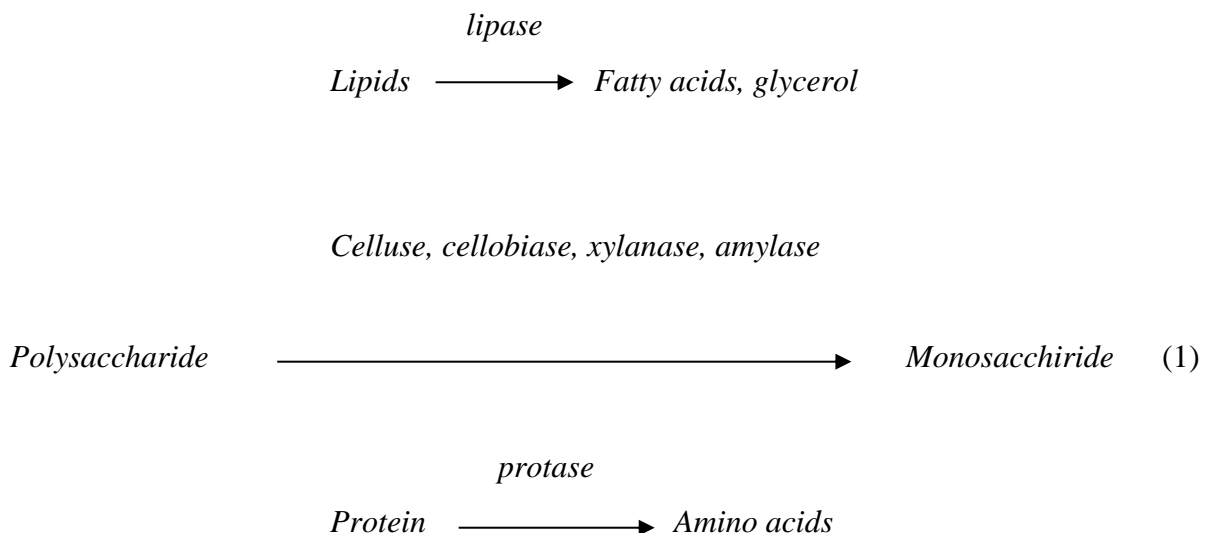 lipase
Lipids Fatty acids, glycerol
Celluse, cellobiase, xylanase, amylase
Polysaccharide Monosacchiride (1)
protase
Protein Amino acids